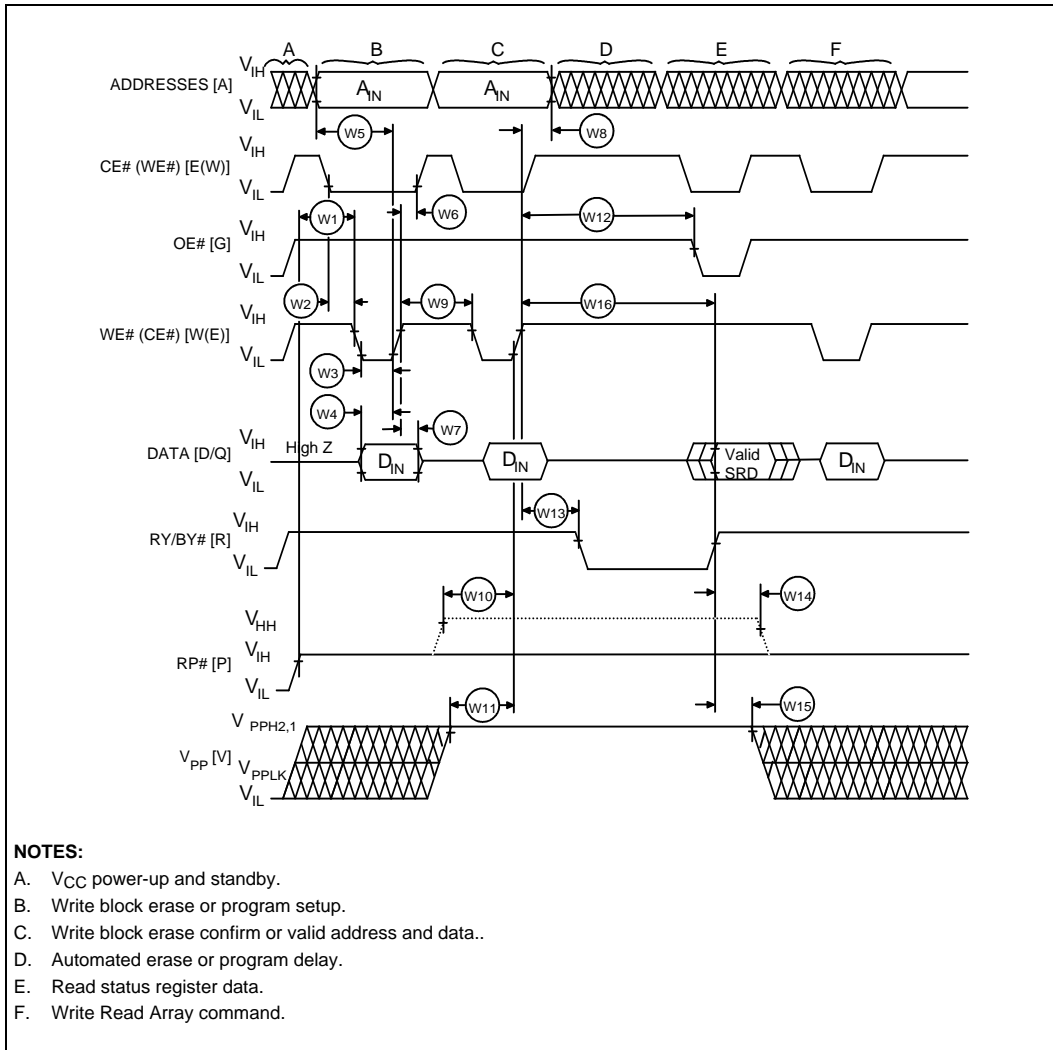 A B C D E F
V_IH
ADDRESSES [A] A_IN A_IN
V_IL
W5 W8
V_IH
CE# (WE#) [E(W)]
V_IL
W1 W6 W12
V_IH
OE# [G]
V_IL
W2 W9 W16
V_IH
WE# (CE#) [W(E)]
V_IL
W3
W4 W7
V_IH High Z
DATA [D/Q] D_IN D_IN Valid SRD D_IN
V_IL
W13
V_IH
RY/BY# [R]
V_IL
W10 W14
V_HH
V_IH
RP# [P]
V_IL
W11 W15
V PPH2,1
V_PP [V] V_PPLK
V_IL
NOTES:
A. V_CC power-up and standby.
B. Write block erase or program setup.
C. Write block erase confirm or valid address and data..
D. Automated erase or program delay.
E. Read status register data.
F. Write Read Array command.